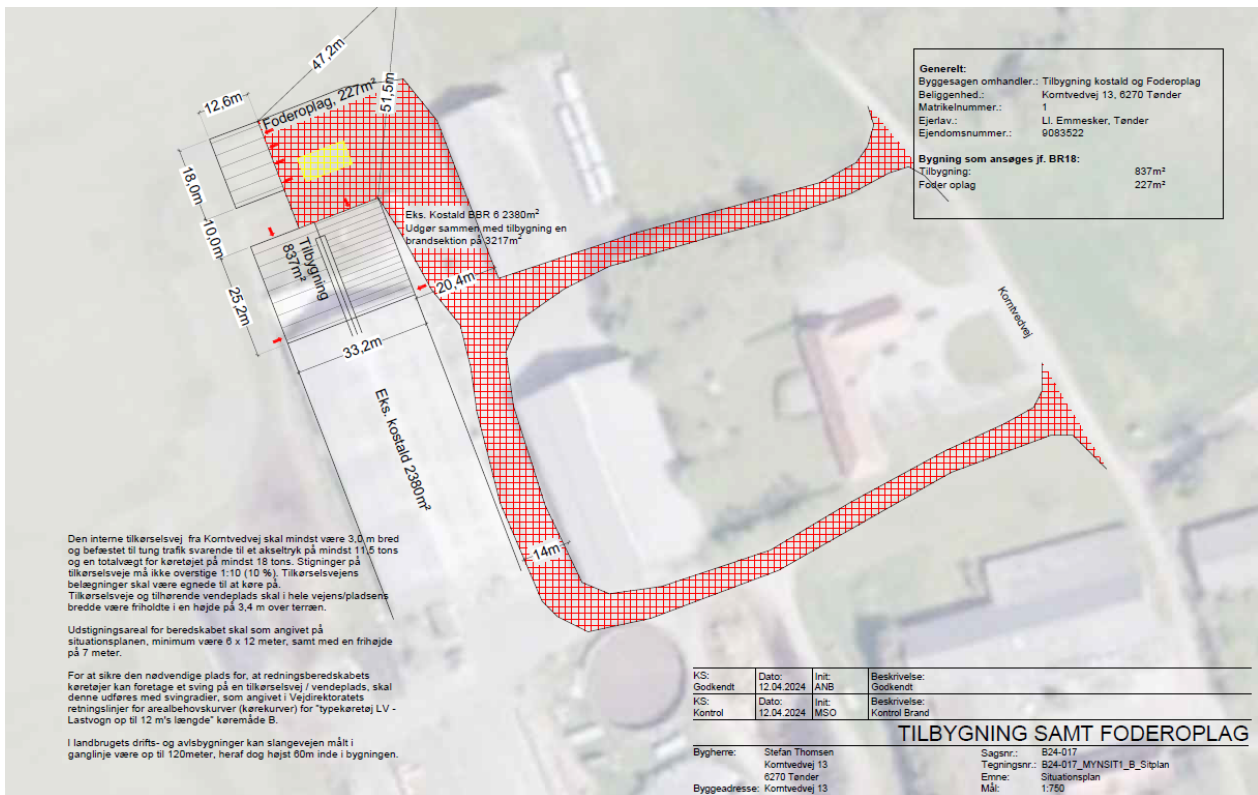 47,2m
12,6m
Foderoplag, 227m²
51,5m
18,0m
10,0m
Tilbygning
837m²
25,2m
33,2m
20,4m
Eks. Kostald BBR 6 2380m²
Udgør sammen med tilbygning en
brandsektion på 3217m²
Eks. kostald 2380m²
14m
Korntvedvej
Generelt:
Byggesagen omhandler.: Tilbygning kostald og Foderoplag
Beliggenhed.: Korntvedvej 13, 6270 Tønder
Matrikelnummer.: 1
Ejerlav.: Ll. Emmesker, Tønder
Ejendomsnummer.: 9083522
Bygning som ansøges jf. BR18:
Tilbygning: 837m²
Foder oplag 227m²
Den interne tilkørselsvej fra Korntvedvej skal mindst være 3,0 m bred
og befæstet til tung trafik svarende til et akseltryk på mindst 11,5 tons
og en totalvægt for køretøjet på mindst 18 tons. Stigninger på
tilkørselsveje må ikke overstige 1:10 (10 %). Tilkørselsvejens
belægninger skal være egnede til at køre på.
Tilkørselsveje og tilhørende vendeplads skal i hele vejens/pladsens
bredde være friholdte i en højde på 3,4 m over terræn.
Udstigningsareal for beredskabet skal som angivet på
situationsplanen, minimum være 6 x 12 meter, samt med en frihøjde
på 7 meter.
For at sikre den nødvendige plads for, at redningsberedskabets
køretøjer kan foretage et sving på en tilkørselsvej / vendeplads, skal
denne udføres med svingradier, som angivet i Vejdirektoratets
retningslinjer for arealbehovskurver (kørekurver) for "typekøretøj LV -
Lastvogn op til 12 m's længde" køremåde B.
I landbrugets drifts- og avlsbygninger kan slangevejen målt i
ganglinje være op til 120meter, heraf dog højst 60m inde i bygningen.
KS: Dato: Init: Beskrivelse:
Godkendt 12.04.2024 ANB Godkendt
KS: Dato: Init: Beskrivelse:
Kontrol 12.04.2024 MSO Kontrol Brand
TILBYGNING SAMT FODEROPLAG
Bygherre: Stefan Thomsen Sagsnr.: B24-017
Korntvedvej 13 Tegningsnr.: B24-017_MYNSIT1_B_Sitplan
6270 Tønder Emne: Situationsplan
Byggeadresse: Korntvedvej 13 Mål: 1:750